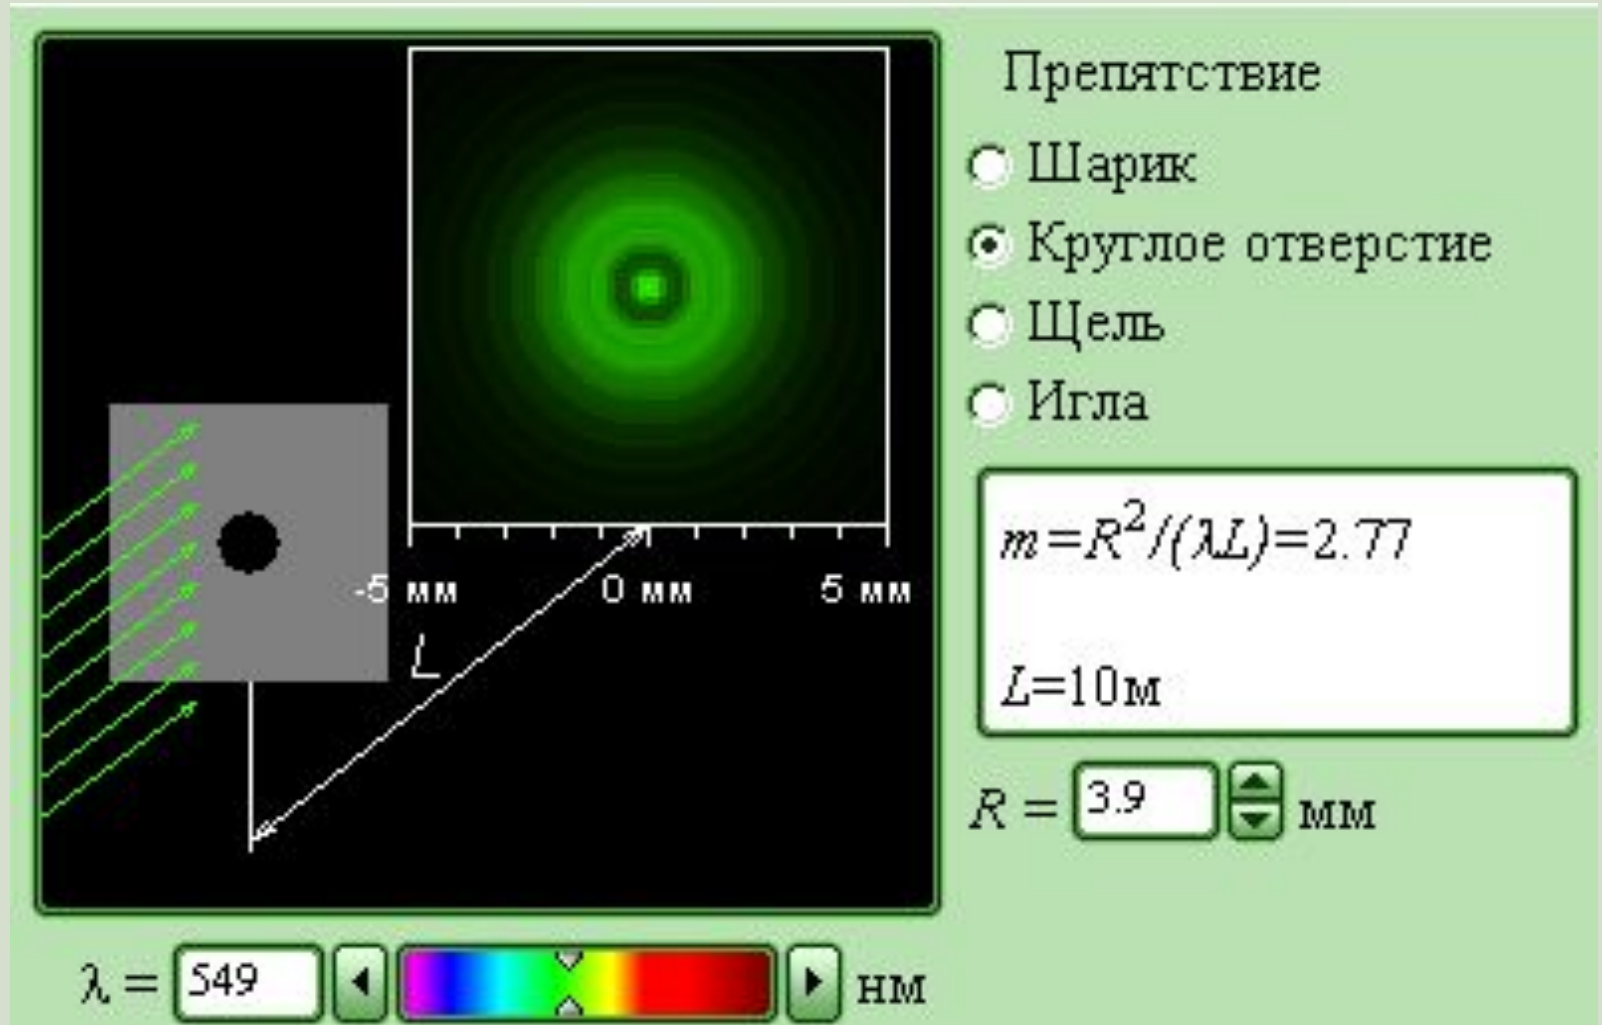 Препятствие
Шарик
Круглое отверстие
Щель
Игла
-5 мм 0 мм 5 мм
L
m=R²/(λL)=2.77
L=10м
R = 3.9 мм
λ = 549 нм